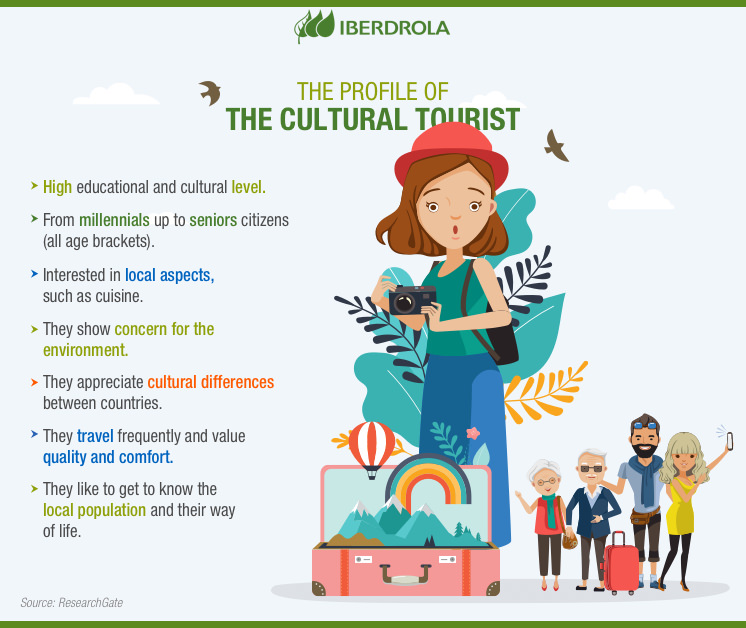 IBERDROLA
THE PROFILE OF
THE CULTURAL TOURIST
High educational and cultural level.
From millennials up to seniors citizens
(all age brackets).
Interested in local aspects,
such as cuisine.
They show concern for the
environment.
They appreciate cultural differences
between countries.
They travel frequently and value
quality and comfort.
They like to get to know the
local population and their way
of life.
Source: ResearchGate